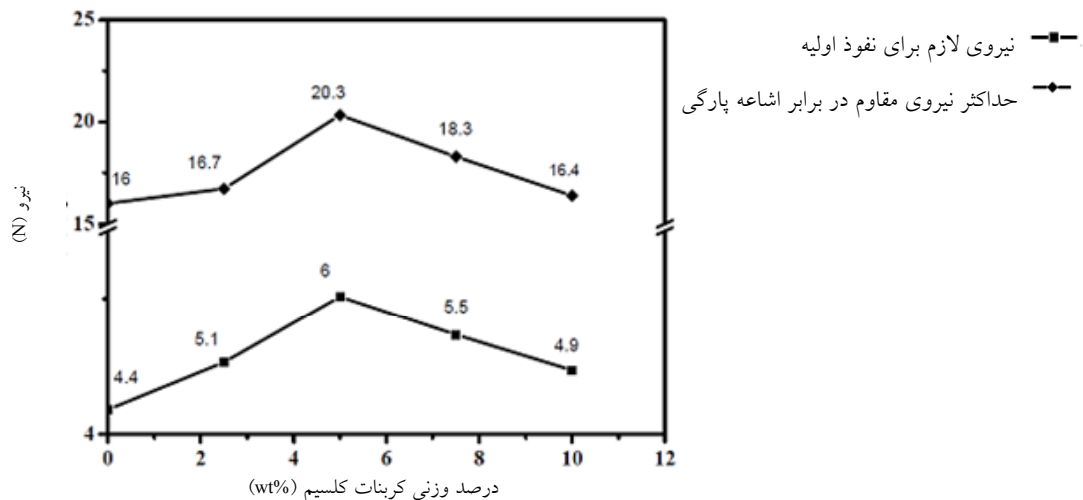 نیروی لازم برای نفوذ اولیه
حداکثر نیروی مقاوم در برابر اشاعه پارگی
25
20
15
4
نیرو (N)
20.3
18.3
16.7
16.4
16
6
5.5
5.1
4.9
4.4
0 2 4 6 8 10 12
درصد وزنی کربنات کلسیم (wt%)